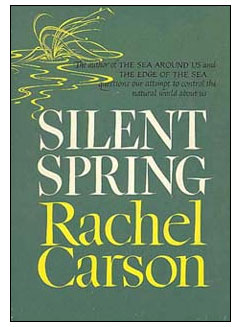 The author of THE SEA AROUND US and
THE EDGE OF THE SEA
questions our attempt to control the
natural world about us
SILENT
SPRING
Rachel
Carson